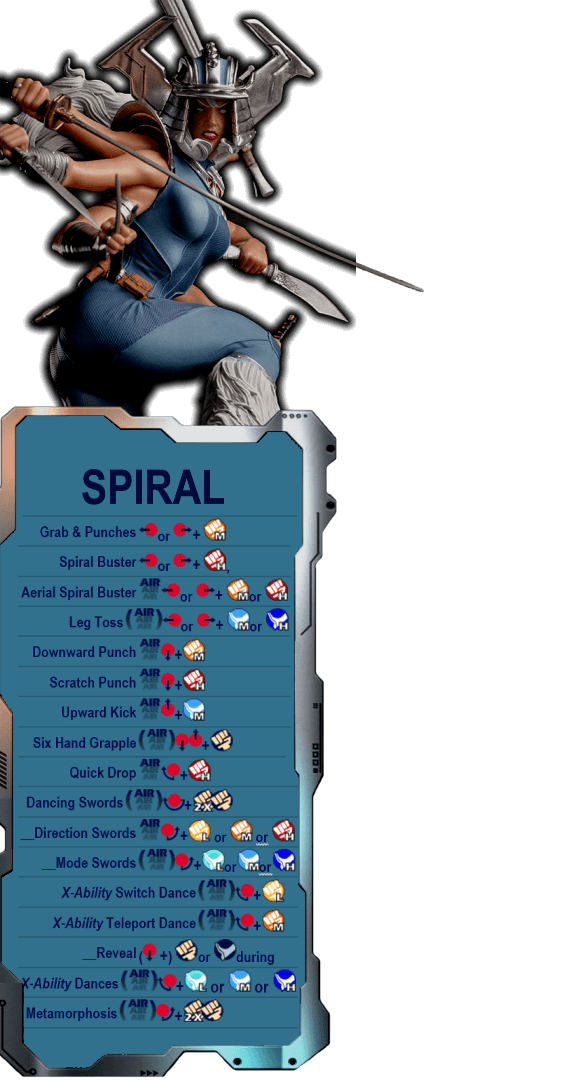 SPIRAL
Grab & Punches or + M
Spiral Buster or + H,
Aerial Spiral Buster AIR or + M or H
Leg Toss (AIR) or + M or H
Downward Punch AIR + M
Scratch Punch AIR + H
Upward Kick AIR + M
Six Hand Grapple (AIR) +
Quick Drop AIR + H
Dancing Swords (AIR) + 2-X
__Direction Swords AIR + L or M or H
__Mode Swords (AIR) + L or M or H
X-Ability Switch Dance (AIR) + L
X-Ability Teleport Dance (AIR) + M
__Reveal ( +) or during
X-Ability Dances (AIR) + L or M or H
Metamorphosis (AIR) + 2-X